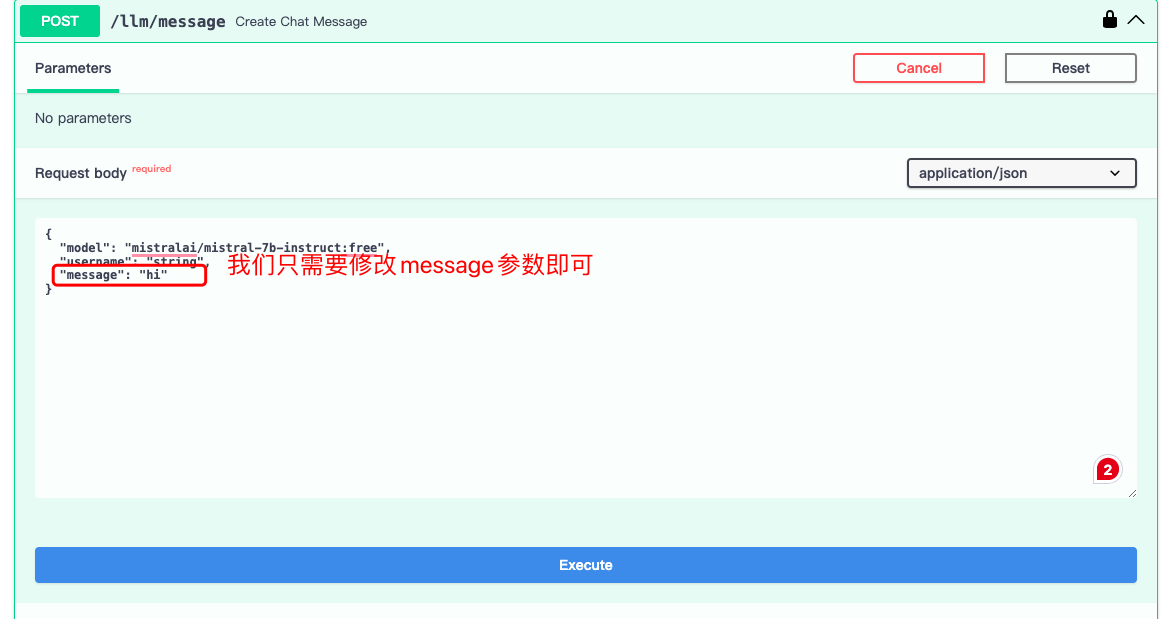 POST /llm/message Create Chat Message
Parameters
Cancel
Reset
No parameters
Request body required
application/json
{
"model": "mistralai/mistral-7b-instruct:free",
"username": "string",
我们只需要修改message参数即可
"message": "hi"
}
2
Execute